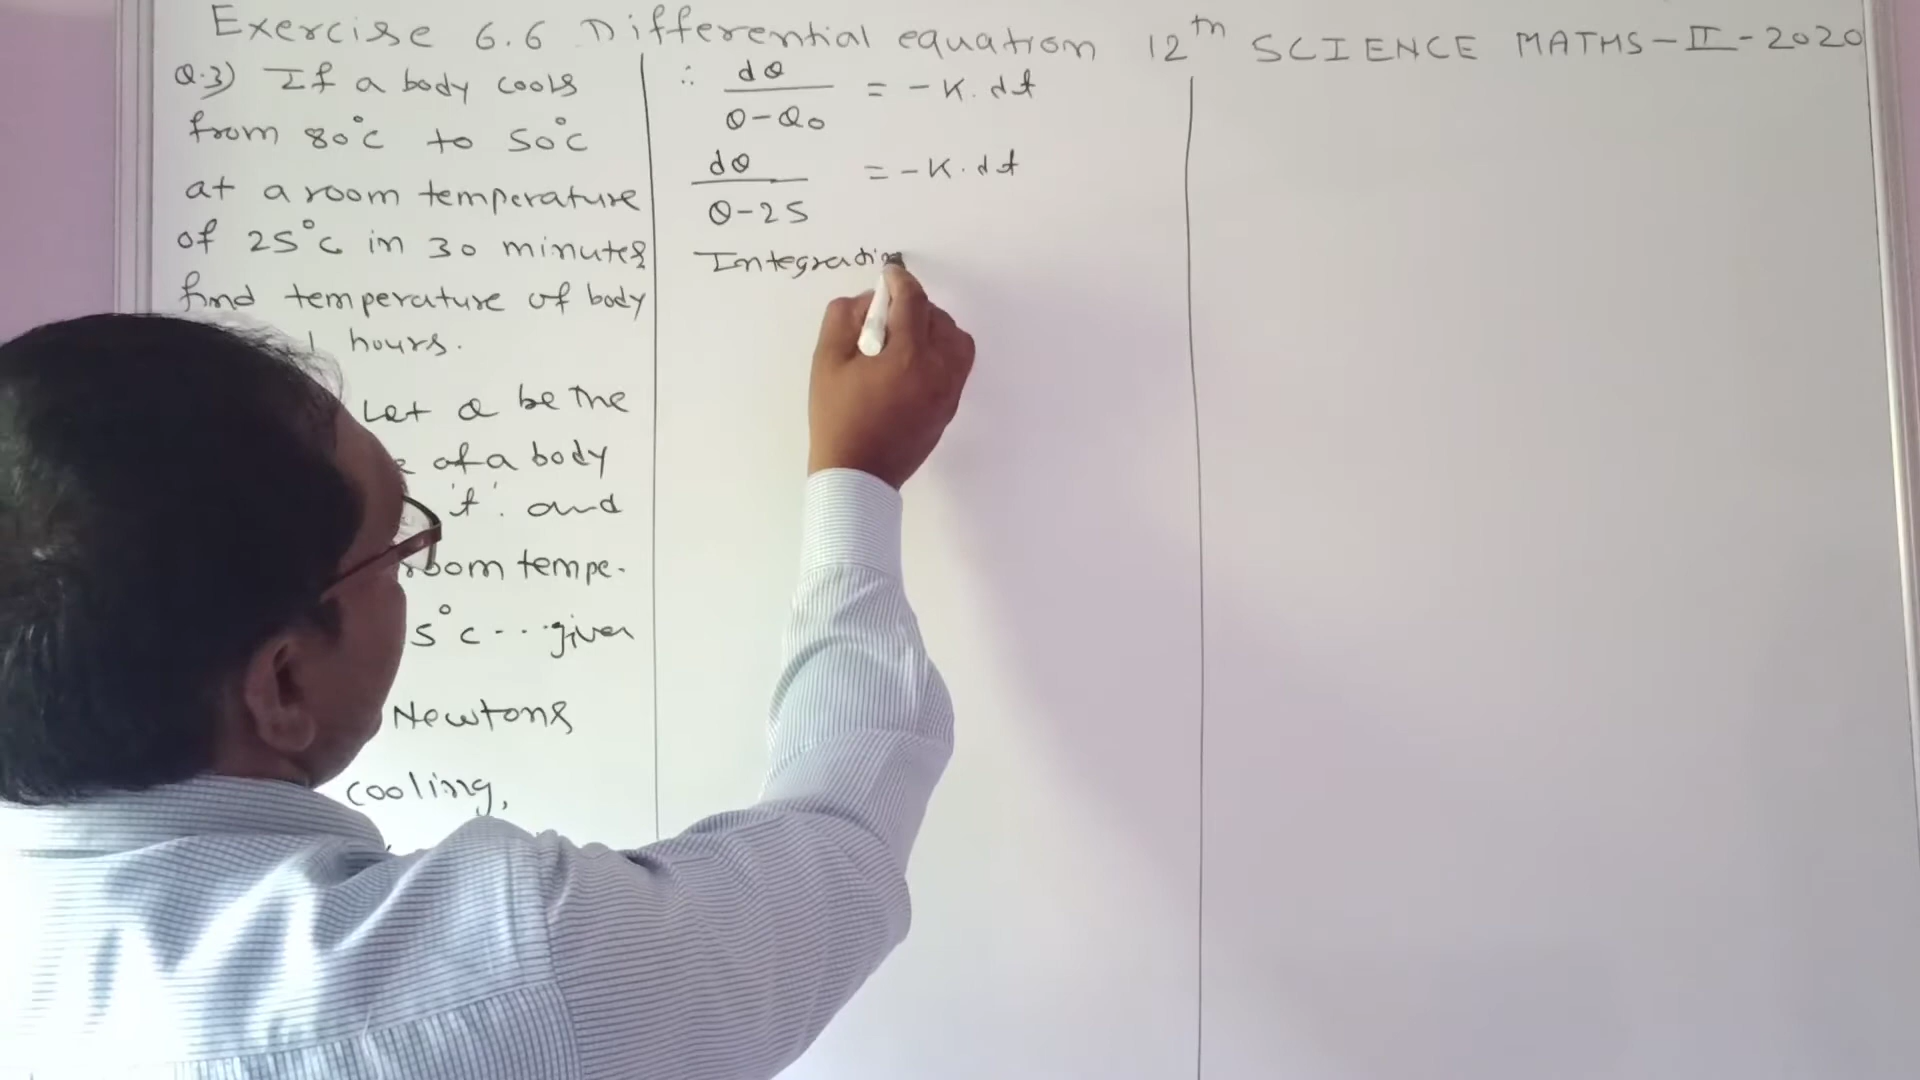 Exercise 6.6 Differential equation 12th SCIENCE MATHS-II-2020
Q.3) If a body cools
from 80°C to 50°C
at a room temperature
of 25°C in 30 minutes
find temperature of body
1 hours.
Let θ be the
of a body
't'. and
room tempe-
5°C... given
Newtons
cooling,
∴ dθ/θ-θ₀ = -K.dt
dθ/θ-25 = -K.dt
Integratin